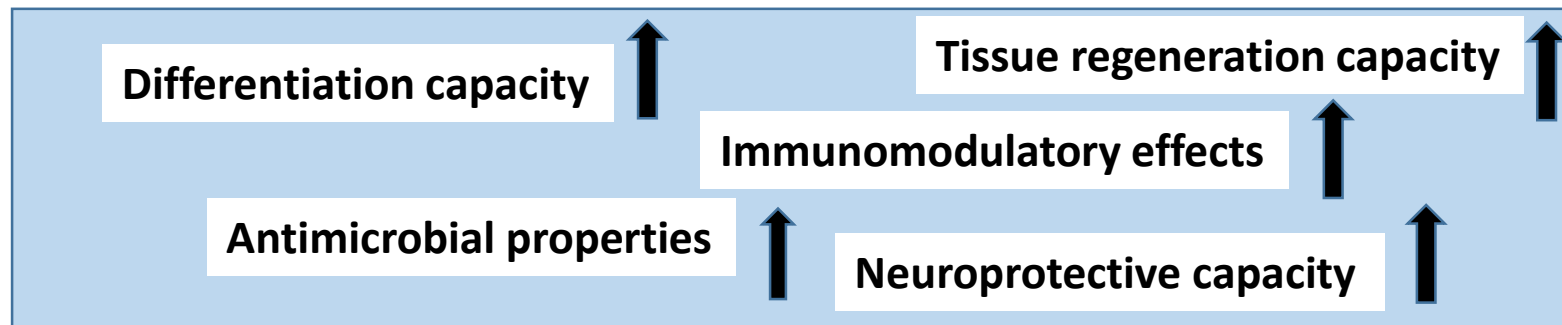 Differentiation capacity
Tissue regeneration capacity
Immunomodulatory effects
Antimicrobial properties
Neuroprotective capacity